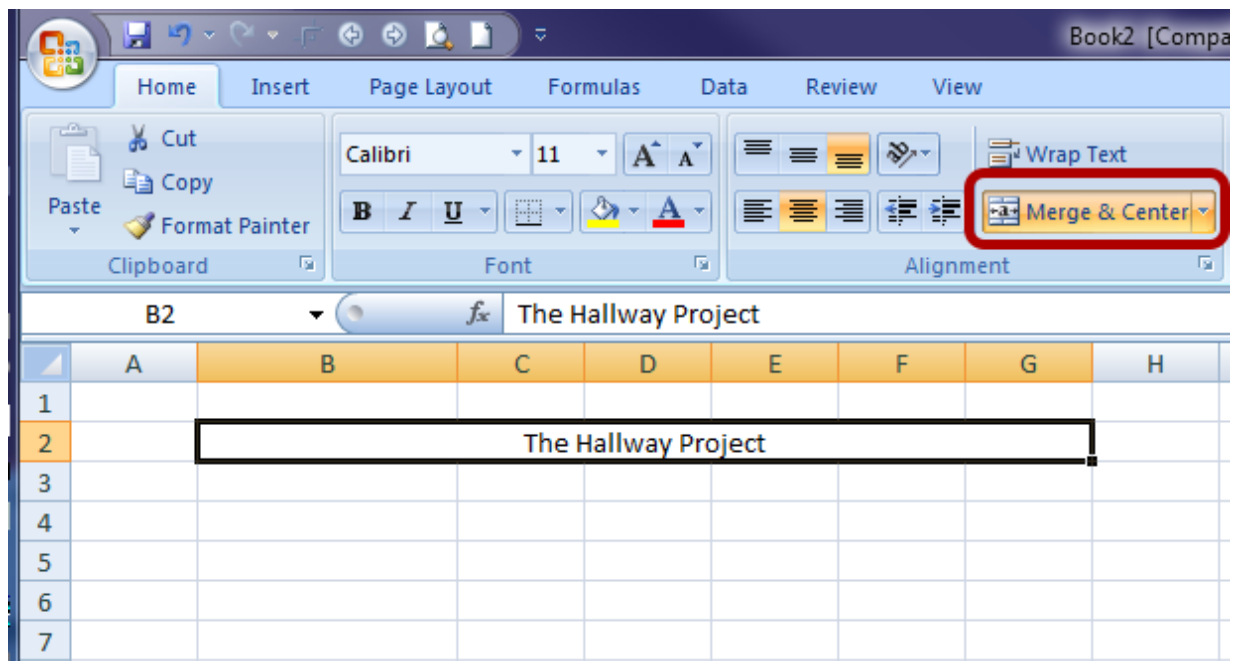 Book2 [Compa
Home Insert Page Layout Formulas Data Review View
Cut
Copy
Paste
Format Painter
Calibri 11 A A
Wrap Text
B I U A
Merge & Center
Clipboard Font Alignment
B2 fx The Hallway Project
A B C D E F G H
1
2 The Hallway Project
3
4
5
6
7